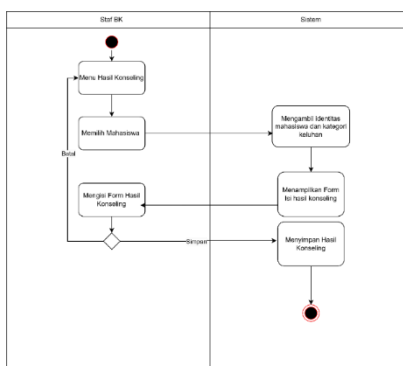 Staf BK
Sistem
Menu Hasil Konseling
Memilih Mahasiswa
Mengambil Identitas
mahasiswa dan kategori
keluhan
Batal
Mengisi Form Hasil
Konseling
Menampilkan Form
Isi hasil konseling
Simpan
Menyimpan Hasil
Konseling